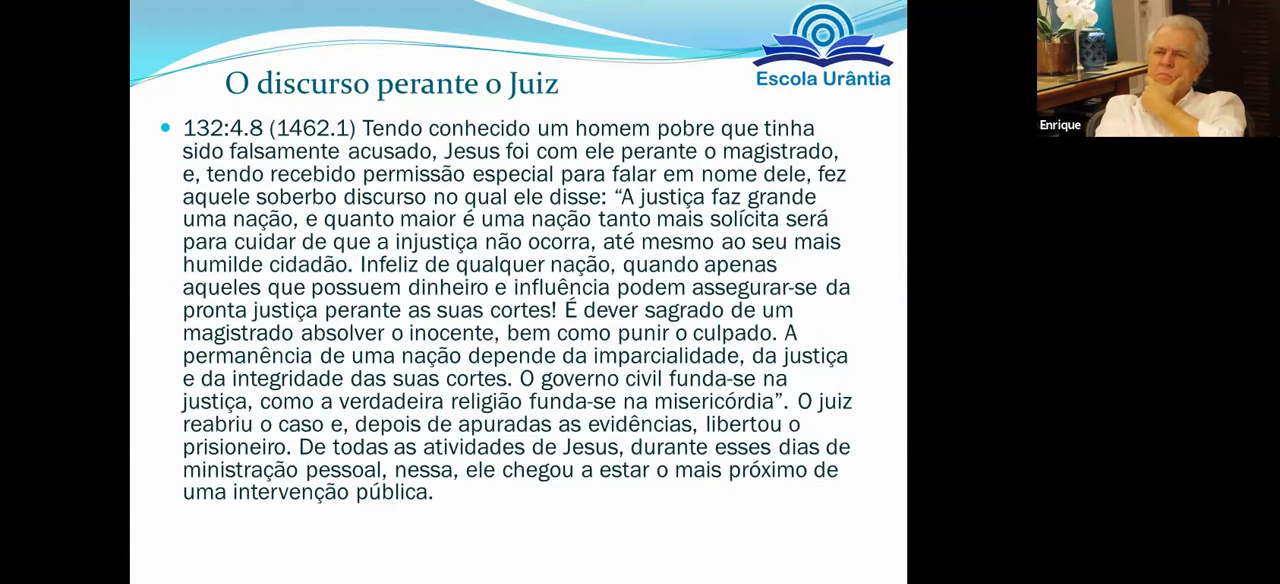 Escola Urântia
O discurso perante o Juiz
• 132:4.8 (1462.1) Tendo conhecido um homem pobre que tinha
sido falsamente acusado, Jesus foi com ele perante o magistrado,
e, tendo recebido permissão especial para falar em nome dele, fez
aquele soberbo discurso no qual ele disse: “A justiça faz grande
uma nação, e quanto maior é uma nação tanto mais solícita será
para cuidar de que a injustiça não ocorra, até mesmo ao seu mais
humilde cidadão. Infeliz de qualquer nação, quando apenas
aqueles que possuem dinheiro e influência podem assegurar-se da
pronta justiça perante as suas cortes! É dever sagrado de um
magistrado absolver o inocente, bem como punir o culpado. A
permanência de uma nação depende da imparcialidade, da justiça
e da integridade das suas cortes. O governo civil funda-se na
justiça, como a verdadeira religião funda-se na misericórdia”. O juiz
reabriu o caso e, depois de apuradas as evidências, libertou o
prisioneiro. De todas as atividades de Jesus, durante esses dias de
ministração pessoal, nessa, ele chegou a estar o mais próximo de
uma intervenção pública.
Enrique